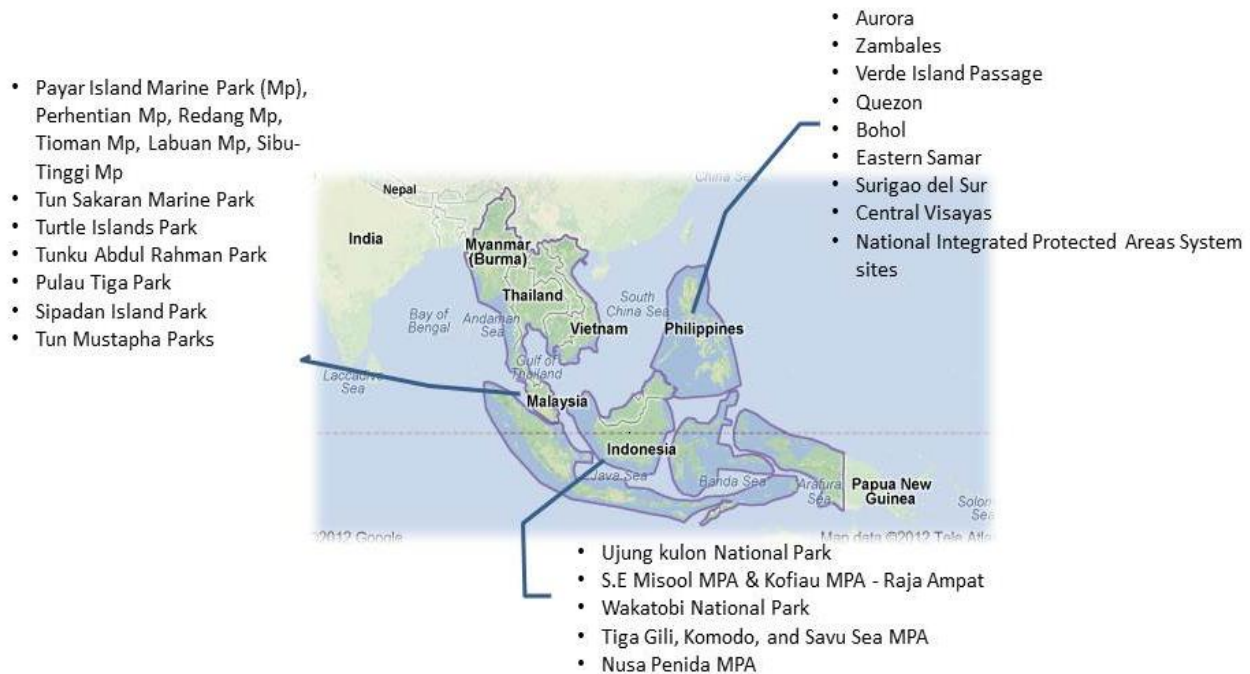 • Aurora
• Zambales
• Verde Island Passage
• Quezon
• Bohol
• Eastern Samar
• Surigao del Sur
• Central Visayas
• National Integrated Protected Areas System
sites
• Payar Island Marine Park (Mp),
Perhentian Mp, Redang Mp,
Tioman Mp, Labuan Mp, Sibu-
Tinggi Mp
• Tun Sakaran Marine Park
• Turtle Islands Park
• Tunku Abdul Rahman Park
• Pulau Tiga Park
• Sipadan Island Park
• Tun Mustapha Parks
China Sea
Nepal
India
Myanmar
(Burma)
Thailand
Vietnam
South
China Sea
Philippines
Bay of
Bengal
Andaman
Sea
Gulf of
Thailand
Laccadive
Sea
Malaysia
Indonesia
Java Sea
Banda Sea
Arafura
Sea
Papua New
Guinea
Solom
Sea
©2012 Google
Map data ©2012 Tele Atla
• Ujung kulon National Park
• S.E Misool MPA & Kofiau MPA - Raja Ampat
• Wakatobi National Park
• Tiga Gili, Komodo, and Savu Sea MPA
• Nusa Penida MPA